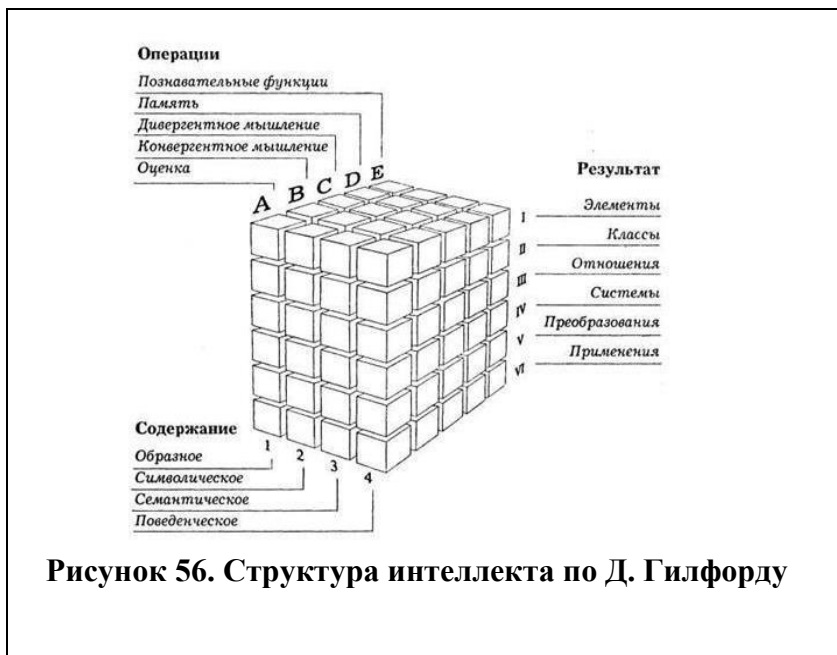 Операции
Познавательные функции
Память
Дивергентное мышление
Конвергентное мышление
Оценка
A B C D E
Результат
Элементы
I
Классы
II
Отношения
III
Системы
IV
Преобразования
V
Применения
VI
Содержание
Образное
1
Символическое
2
Семантическое
3
Поведенческое
4
Рисунок 56. Структура интеллекта по Д. Гилфорду